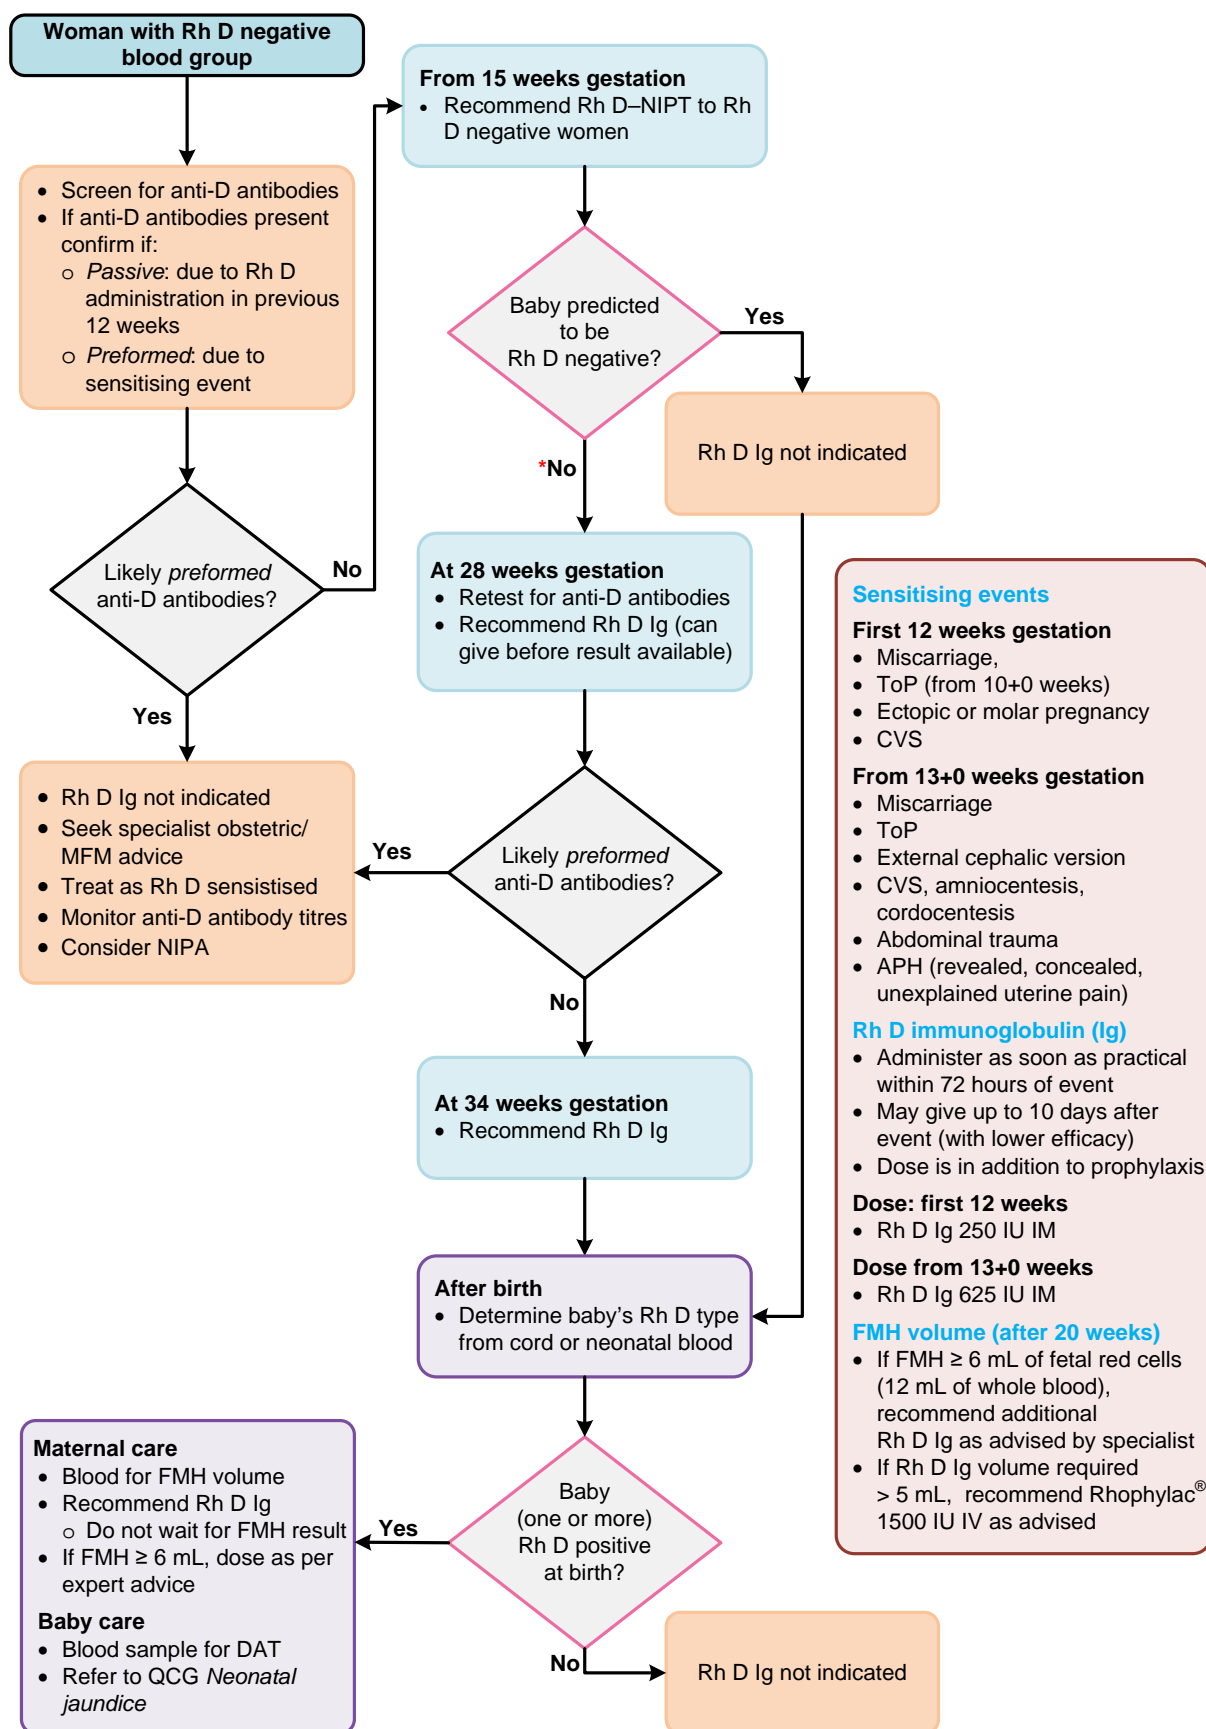 Woman with Rh D negative
blood group
From 15 weeks gestation
• Recommend Rh D–NIPT to Rh
D negative women
• Screen for anti-D antibodies
• If anti-D antibodies present
confirm if:
o Passive: due to Rh D
administration in previous
12 weeks
o Preformed: due to
sensitising event
Baby predicted
to be
Rh D negative?
Yes
Rh D Ig not indicated
*No
Likely preformed
anti-D antibodies?
No
Yes
At 28 weeks gestation
• Retest for anti-D antibodies
• Recommend Rh D Ig (can
give before result available)
• Rh D Ig not indicated
• Seek specialist obstetric/
MFM advice
• Treat as Rh D sensistised
• Monitor anti-D antibody titres
• Consider NIPA
Yes
Likely preformed
anti-D antibodies?
No
At 34 weeks gestation
• Recommend Rh D Ig
After birth
• Determine baby's Rh D type
from cord or neonatal blood
Baby
(one or more)
Rh D positive
at birth?
Yes
Maternal care
• Blood for FMH volume
• Recommend Rh D Ig
o Do not wait for FMH result
• If FMH ≥ 6 mL, dose as per
expert advice
Baby care
• Blood sample for DAT
• Refer to QCG Neonatal
jaundice
No
Rh D Ig not indicated
Sensitising events
First 12 weeks gestation
• Miscarriage,
• ToP (from 10+0 weeks)
• Ectopic or molar pregnancy
• CVS
From 13+0 weeks gestation
• Miscarriage
• ToP
• External cephalic version
• CVS, amniocentesis,
cordocentesis
• Abdominal trauma
• APH (revealed, concealed,
unexplained uterine pain)
Rh D immunoglobulin (Ig)
• Administer as soon as practical
within 72 hours of event
• May give up to 10 days after
event (with lower efficacy)
• Dose is in addition to prophylaxis
Dose: first 12 weeks
• Rh D Ig 250 IU IM
Dose from 13+0 weeks
• Rh D Ig 625 IU IM
FMH volume (after 20 weeks)
• If FMH ≥ 6 mL of fetal red cells
(12 mL of whole blood),
recommend additional
Rh D Ig as advised by specialist
• If Rh D Ig volume required
> 5 mL, recommend Rhophylac®
1500 IU IV as advised